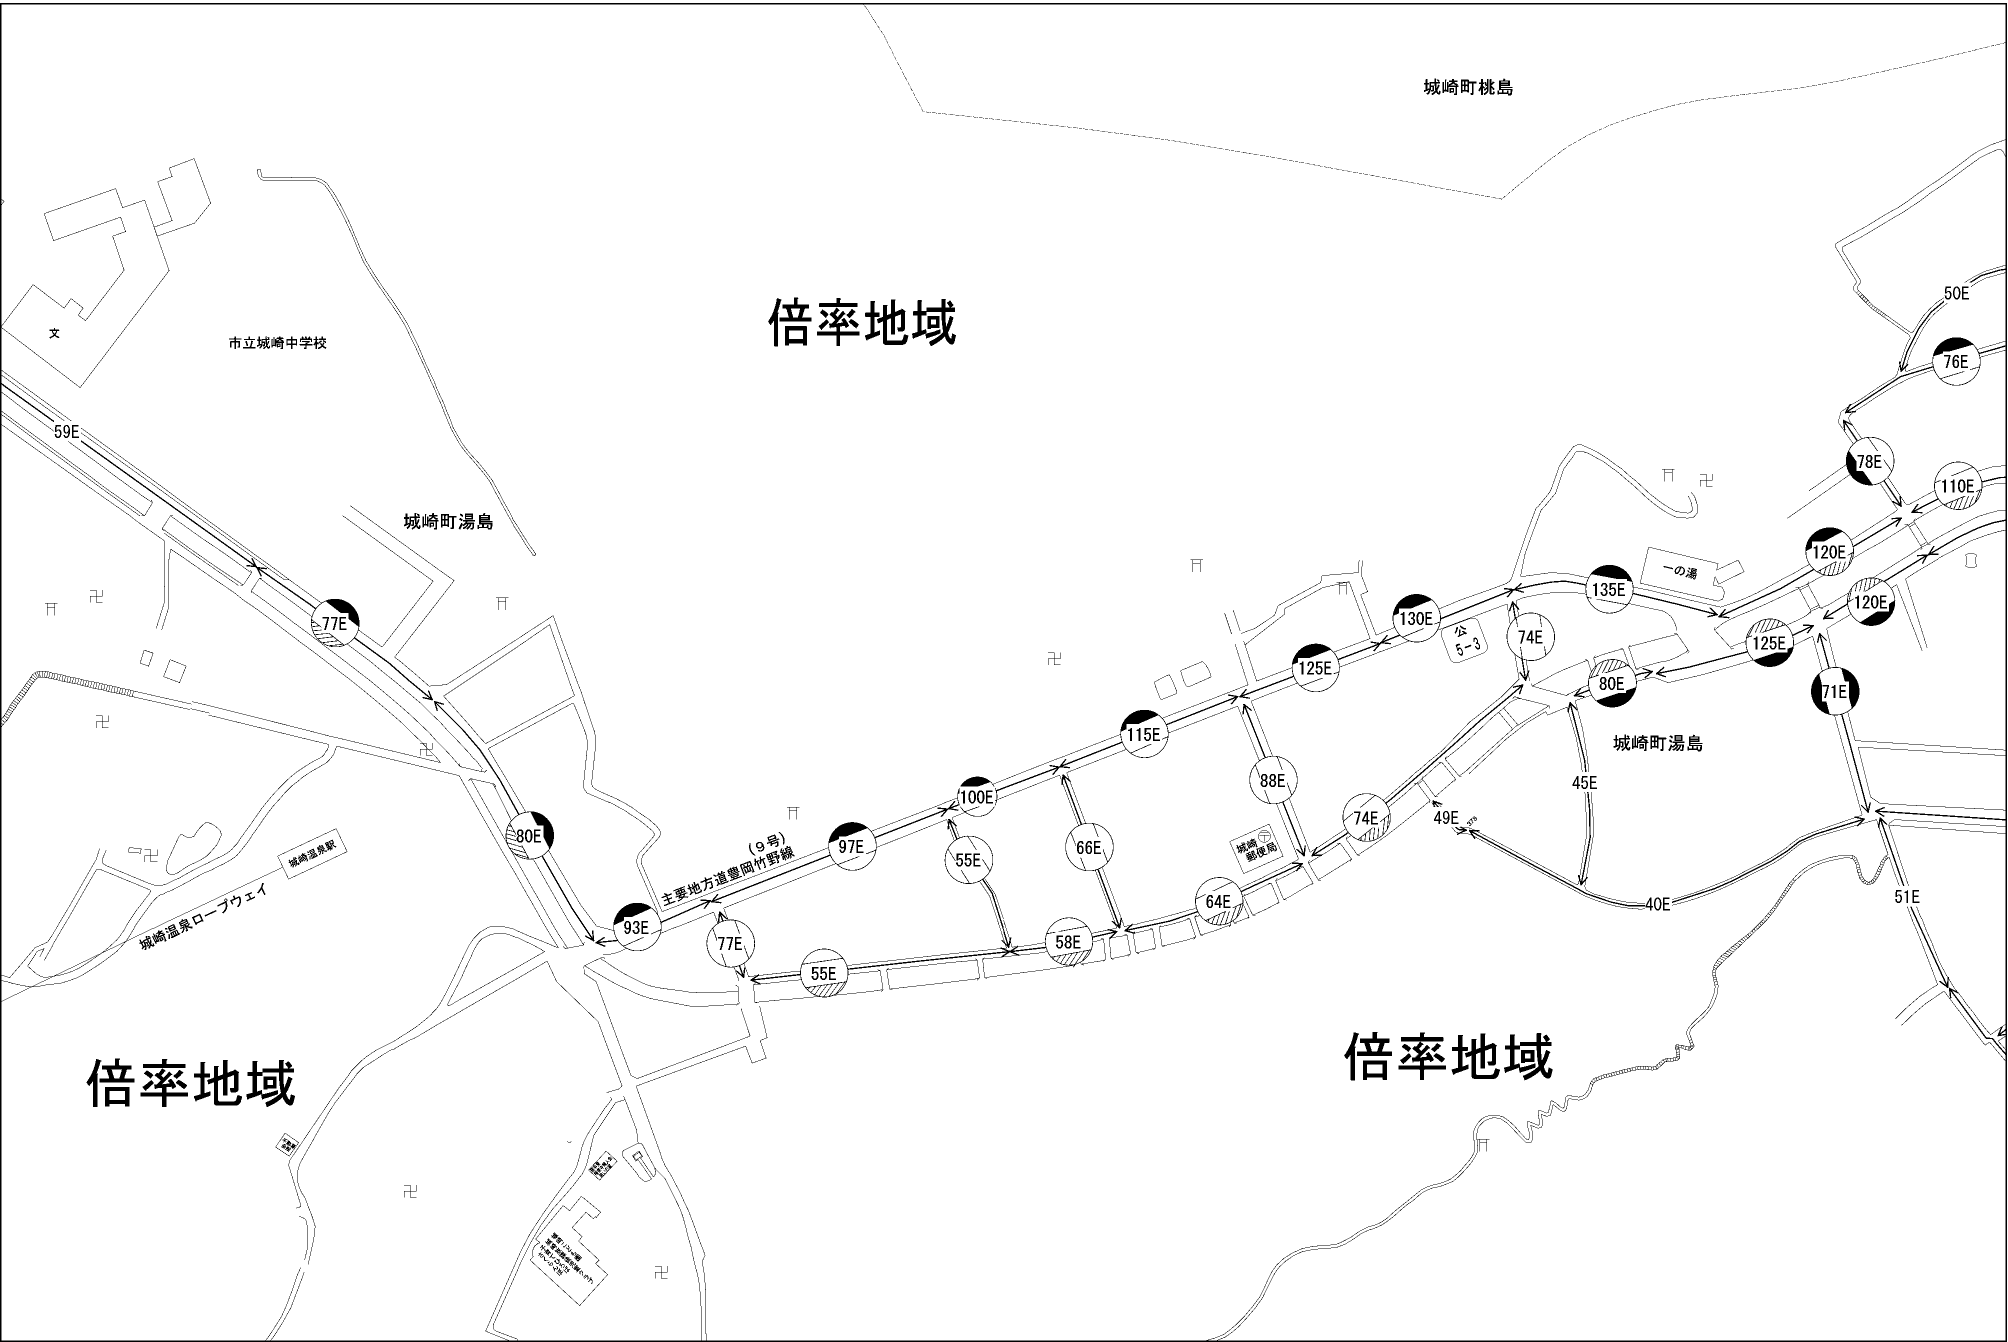 城崎町桃島
50E
倍率地域
文
市立城崎中学校
76E
59E
78E
110E
城崎町湯島
120E
一の湯
135E
120E
77E
130E
公
5-3
74E
125E
125E
80E
71E
115E
城崎町湯島
88E
45E
100E
74E
49E
80E
(9号)
主要地方道豊岡竹野線
97E
66E
城崎
郵便局
城崎温泉駅
55E
64E
40E
51E
城崎温泉ロープウェイ
93E
77E
58E
55E
倍率地域
倍率地域